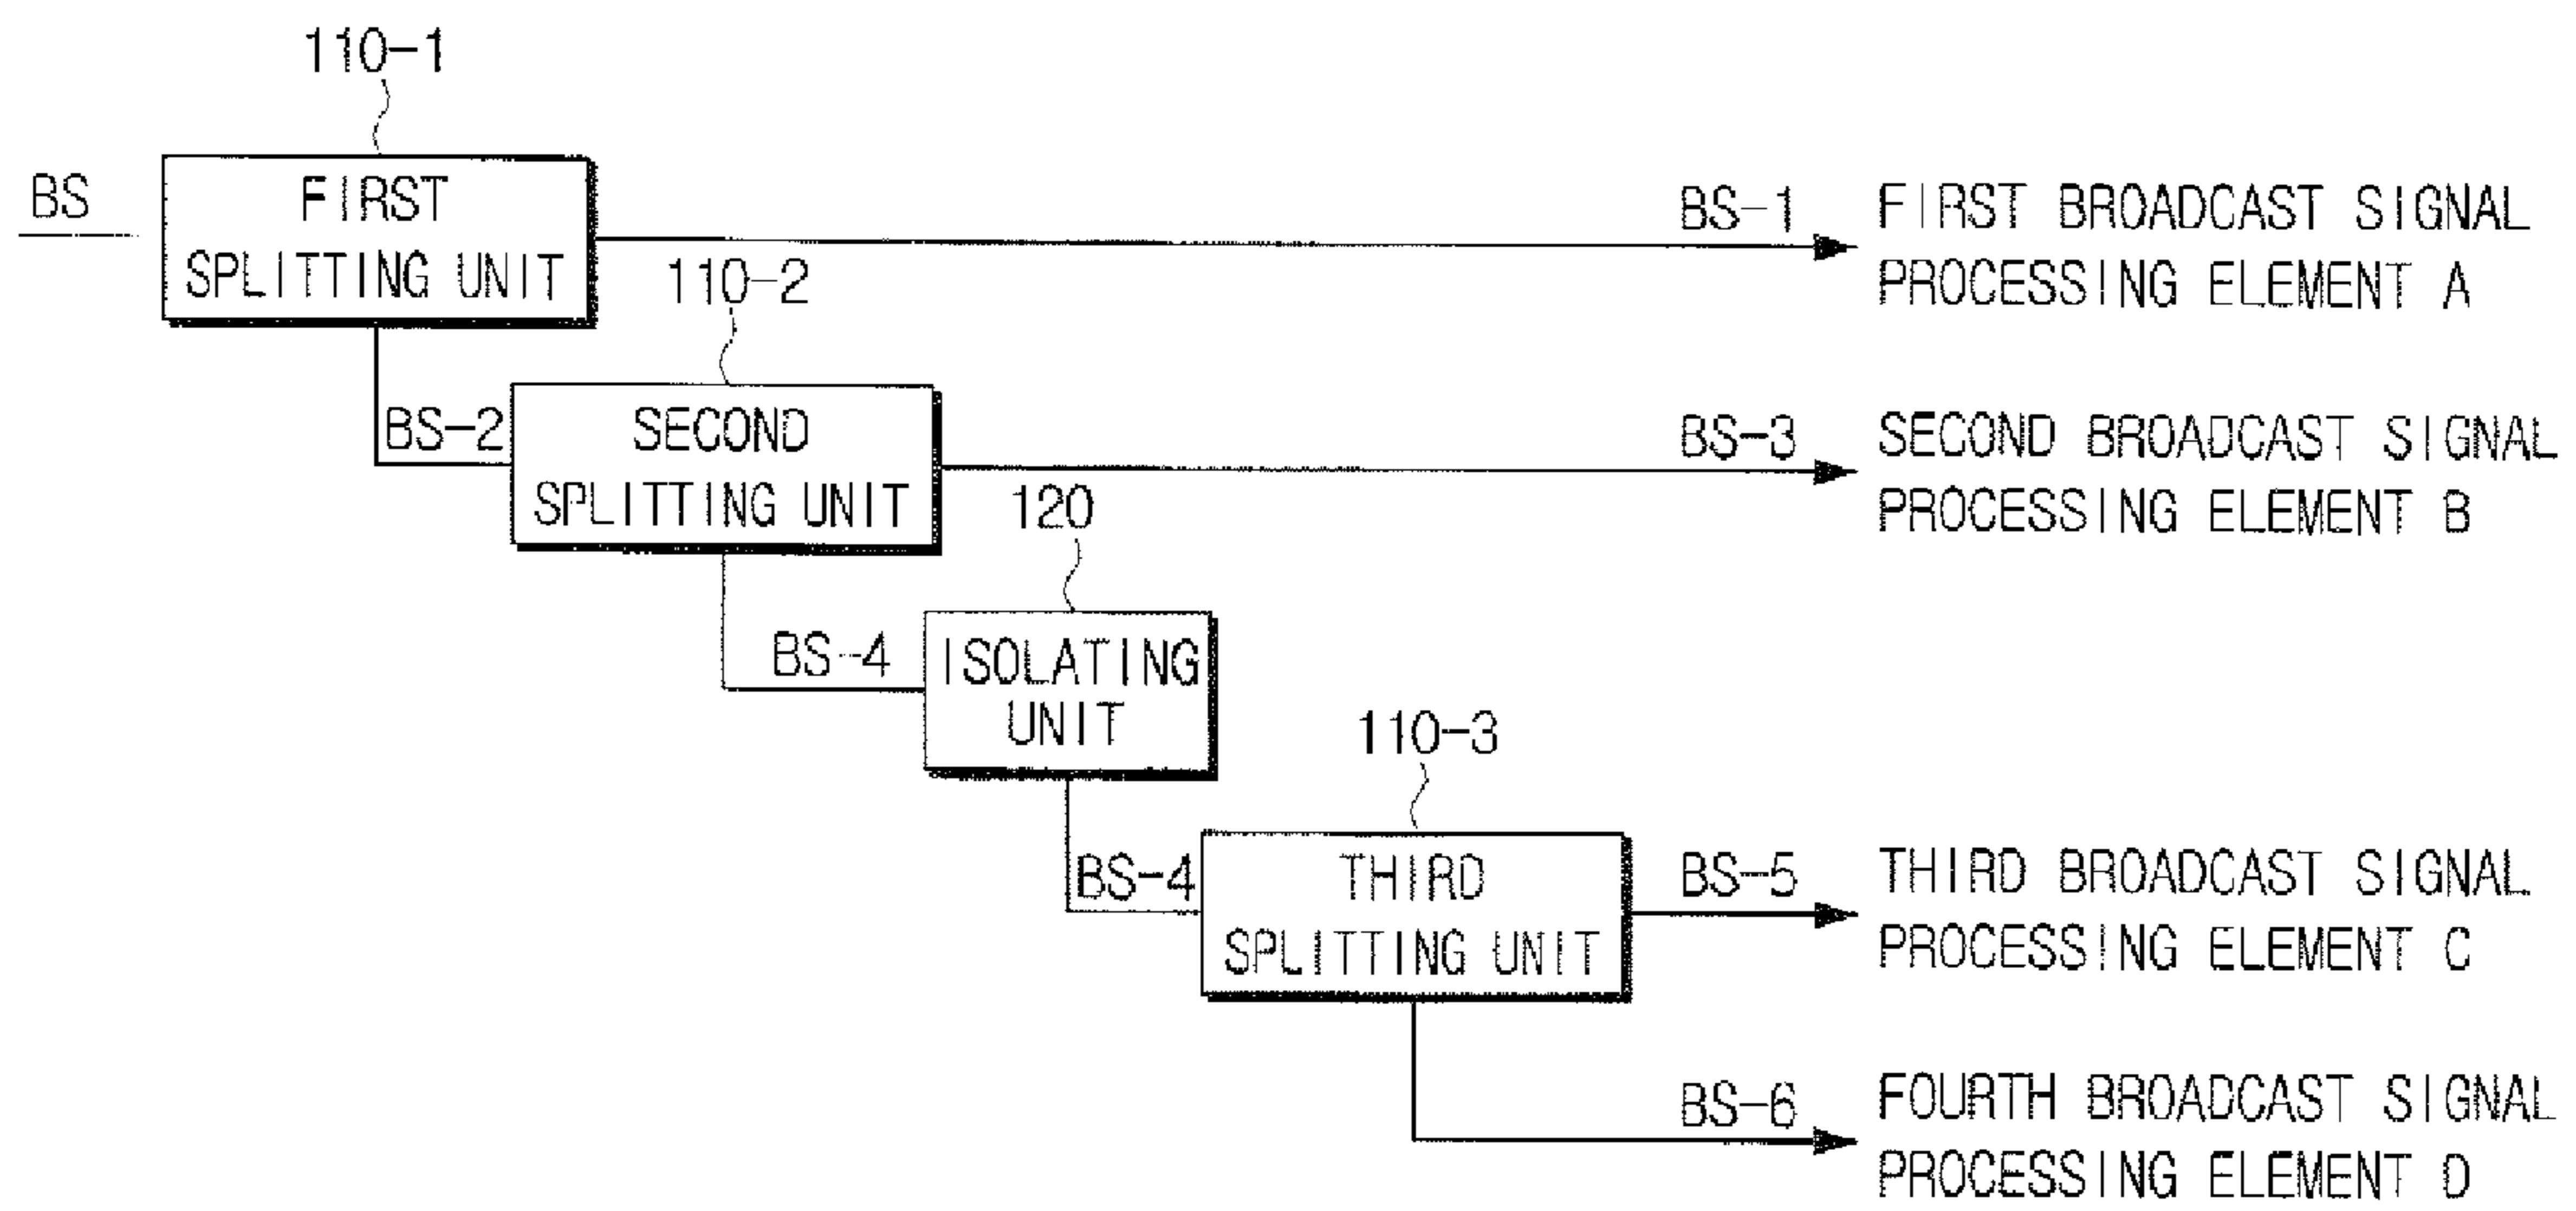 110-1
BS
FIRST
SPLITTING UNIT
BS-1
FIRST BROADCAST SIGNAL
PROCESSING ELEMENT A
110-2
BS-2
SECOND
SPLITTING UNIT
BS-3
SECOND BROADCAST SIGNAL
PROCESSING ELEMENT B
120
BS-4
ISOLATING
UNIT
110-3
BS-4
THIRD
SPLITTING UNIT
BS-5
THIRD BROADCAST SIGNAL
PROCESSING ELEMENT C
BS-6
FOURTH BROADCAST SIGNAL
PROCESSING ELEMENT D